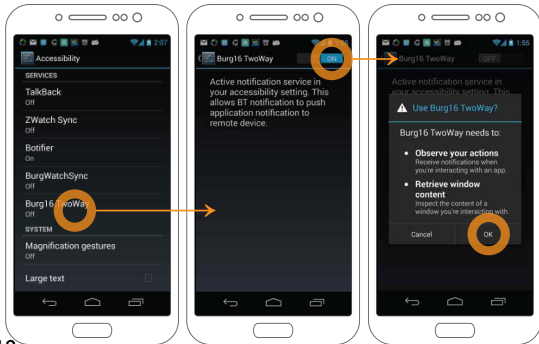 2:07
Accessibility
SERVICES
TalkBack
Off
ZWatch Sync
Off
Botifier
On
BurgWatchSync
Off
Burg16 TwoWay
Off
SYSTEM
Magnification gestures
Off
Large text
Burg16 TwoWay
ON
Active notification service in
your accessibility setting. This
allows BT notification to push
application notification to
remote device.
1:55
Burg16 TwoWay
OFF
Active notification service in
your accessibility setting. This
Use Burg16 TwoWay?
Burg16 TwoWay needs to:
• Observe your actions
Receive notifications when
you're interacting with an app.
• Retrieve window
content
Inspect the content of a
window you're interacting with.
Cancel
OK